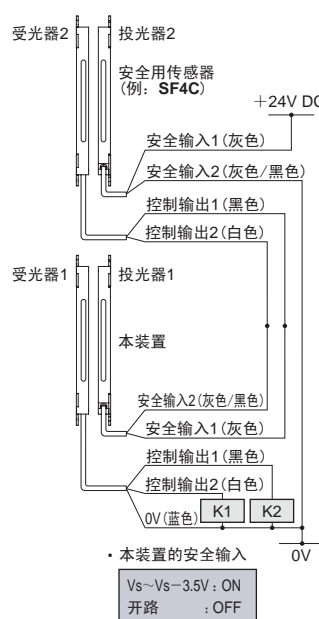 受光器2 投光器2
安全用传感器
(例：SF4C)
+24V DC
安全输入1(灰色)
安全输入2(灰色/黑色)
控制输出1(黑色)
控制输出2(白色)
受光器1 投光器1
本装置
安全输入2(灰色/黑色)
安全输入1(灰色)
控制输出1(黑色)
控制输出2(白色)
0V(蓝色) K1 K2
・本装置的安全输入 0V
Vs～Vs－3.5V : ON
开路 : OFF